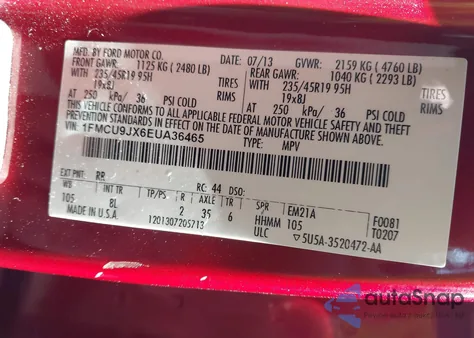 MFD. BY FORD MOTOR CO.
DATE: 07/13 GVWR: 2159 KG ( 4760 LB)
FRONT GAWR: 1125 KG ( 2480 LB) REAR GAWR: 1040 KG ( 2293 LB)
WITH 235/45R19 95H TIRES WITH 235/45R19 95H TIRES
19x8J RIMS 19x8J RIMS
AT 250 kPa/ 36 PSI COLD AT 250 kPa/ 36 PSI COLD
THIS VEHICLE CONFORMS TO ALL APPLICABLE FEDERAL MOTOR VEHICLE SAFETY AND
THEFT PREVENTION STANDARDS IN EFFECT ON THE DATE OF MANUFACTURE SHOWN ABOVE.
VIN: 1FMCU9JX6EUA36465 TYPE: MPV
EXT PNT: RR RC: 44 DSO:
WB INT TR TP/PS R AXLE TR SPR EM21A F0081
105 8L 2 35 6 HHMM 105 T0207
MADE IN U.S.A. 1201307205713 ULC 5U5A-3520472-AA
autoSnap